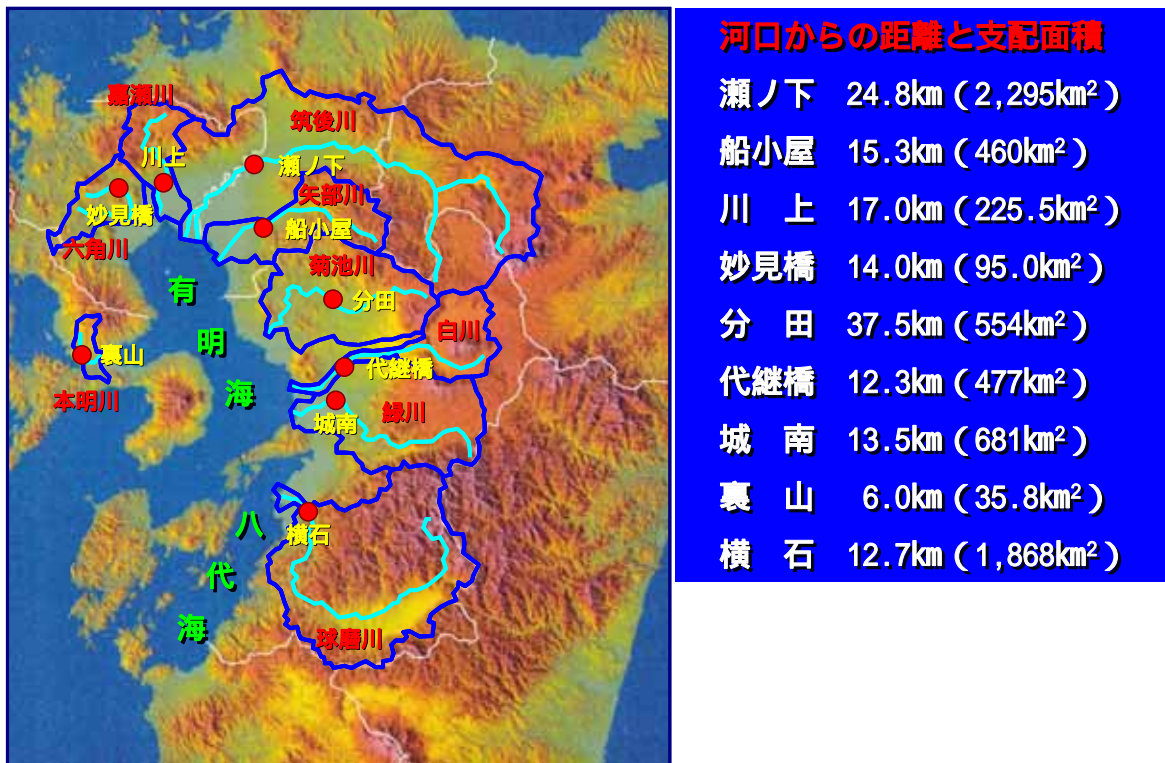 嘉瀬川
筑後川
川上
瀬ノ下
妙見橋
矢部川
船小屋
六角川
菊池川
分田
有
明
海
白川
裏山
代継橋
本明川
城南
緑川
八
代
海
横石
球磨川
河口からの距離と支配面積
瀬ノ下 24.8km（2,295km²）
船小屋 15.3km（460km²）
川　上 17.0km（225.5km²）
妙見橋 14.0km（95.0km²）
分　田 37.5km（554km²）
代継橋 12.3km（477km²）
城　南 13.5km（681km²）
裏　山 6.0km（35.8km²）
横　石 12.7km（1,868km²）